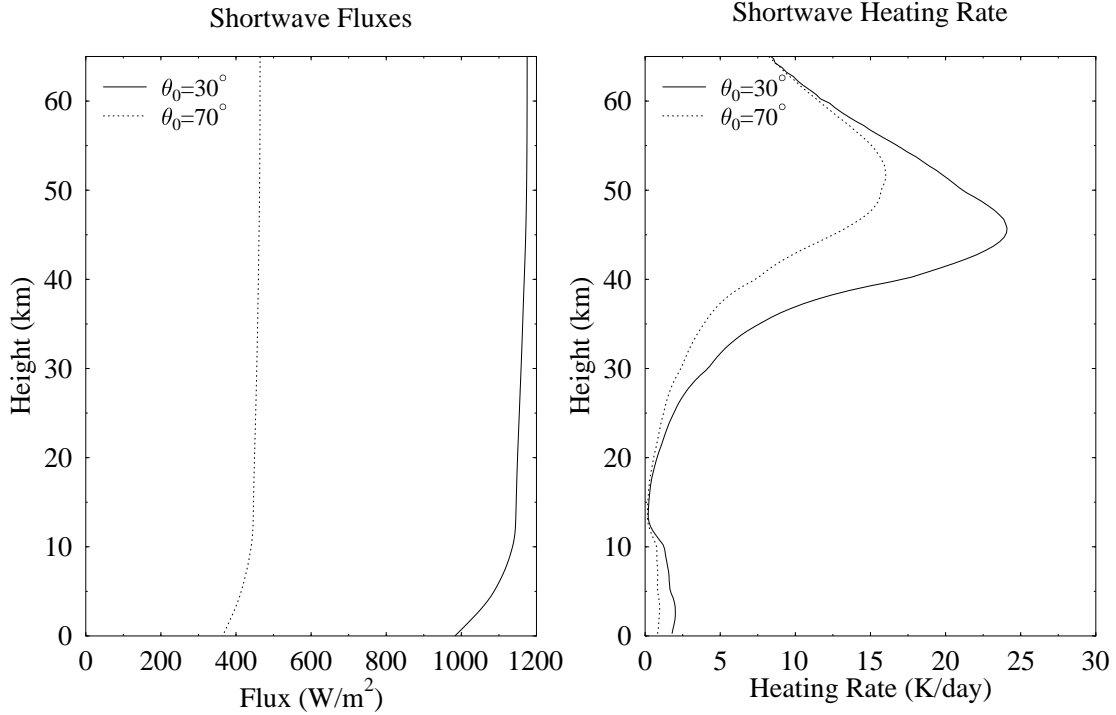 Shortwave Fluxes
θ₀=30°
θ₀=70°
60
50
40
30
20
10
0
Height (km)
0 200 400 600 800 1000 1200
Flux (W/m²)
Shortwave Heating Rate
θ₀=30°
θ₀=70°
60
50
40
30
20
10
0
Height (km)
0 5 10 15 20 25 30
Heating Rate (K/day)